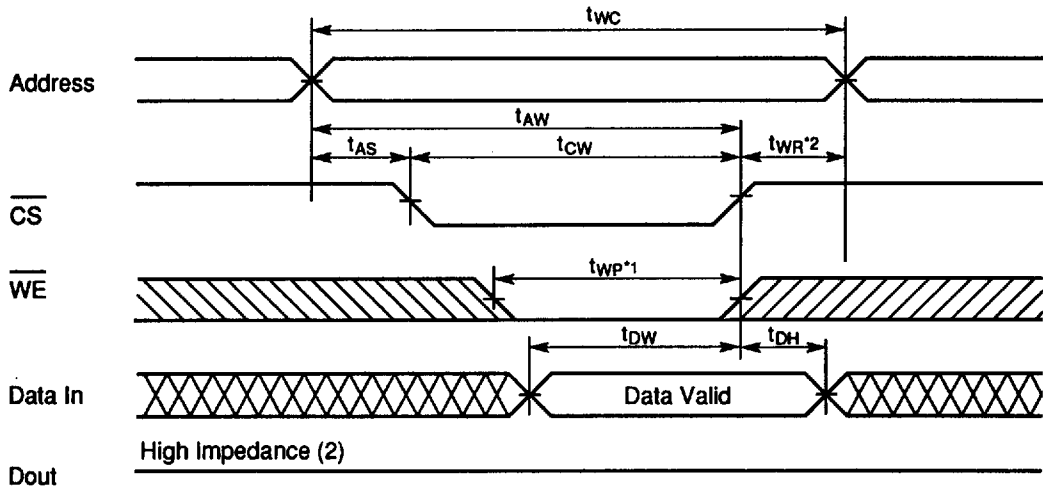 tWC
Address
tAW
tAS
tCW
tWR*2
CS
tWP*1
WE
tDW
tDH
Data In
Data Valid
High Impedance (2)
Dout